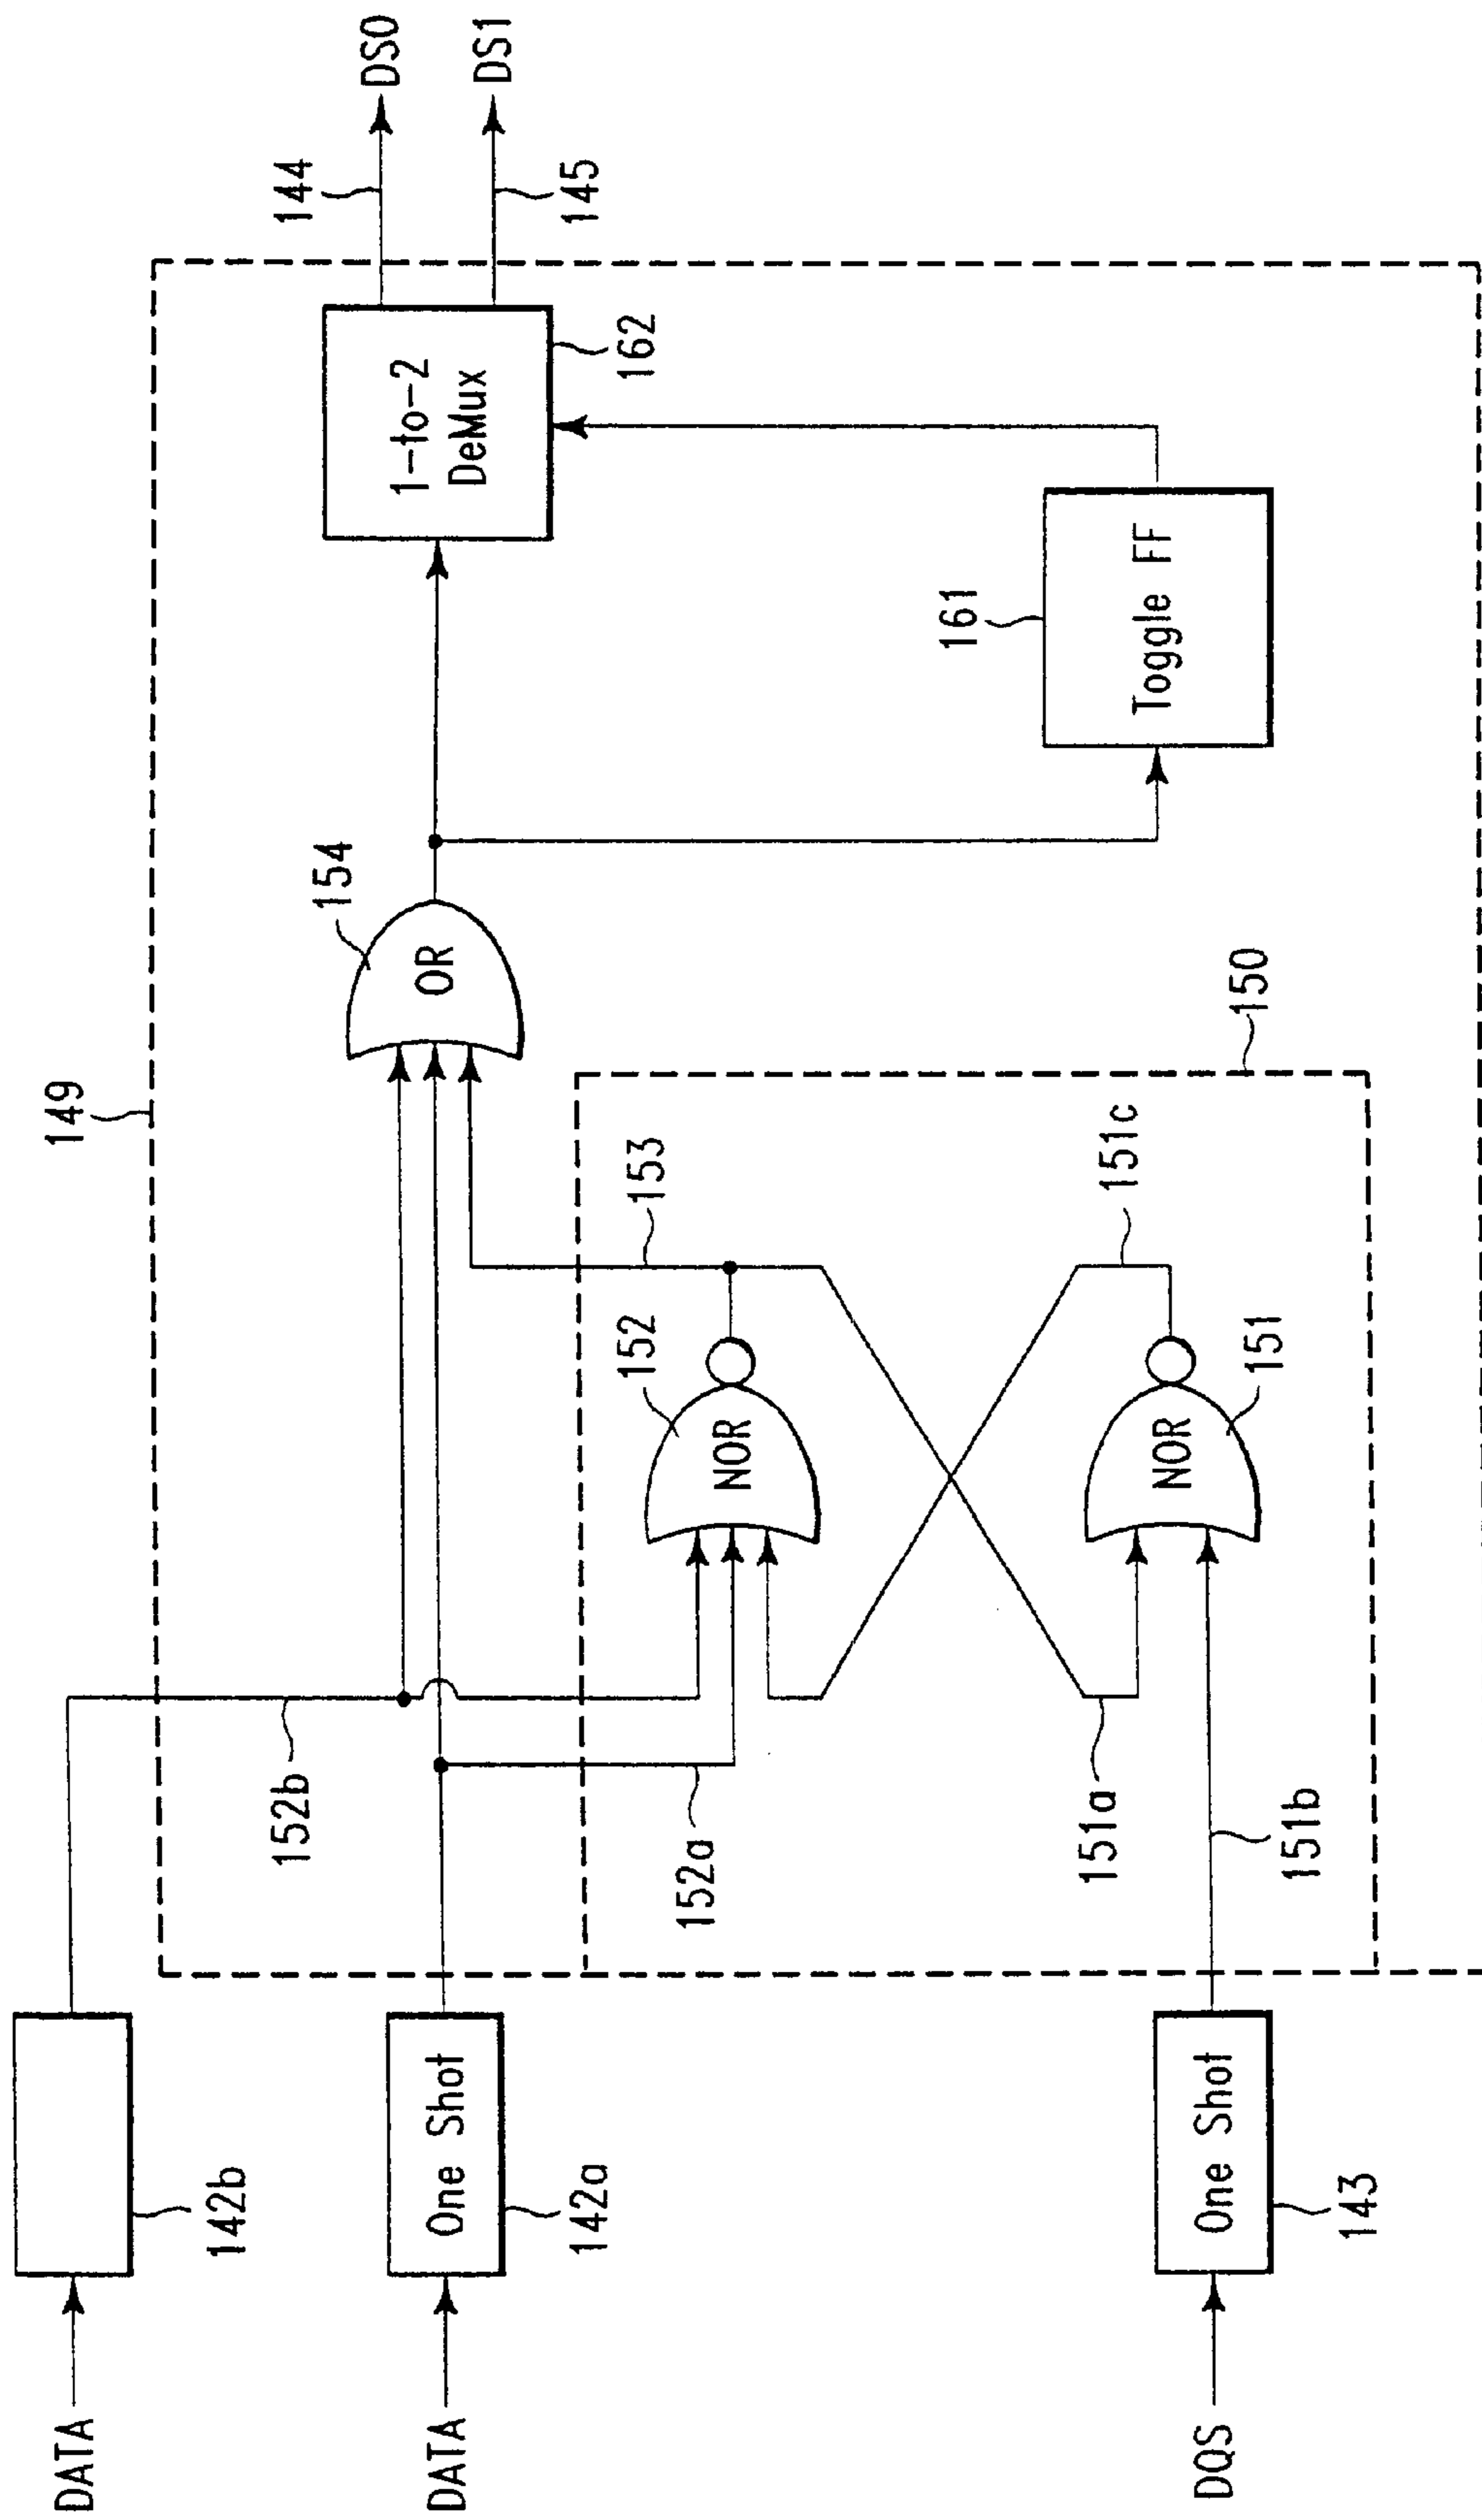 DATA
142b
152b
149
DATA
One Shot
142a
152a
NOR
152
153
OR
154
1-to-2
DeMux
162
144
DS0
145
DS1
DQS
One Shot
143
151b
151a
NOR
151
151c
150
Toggle FF
161